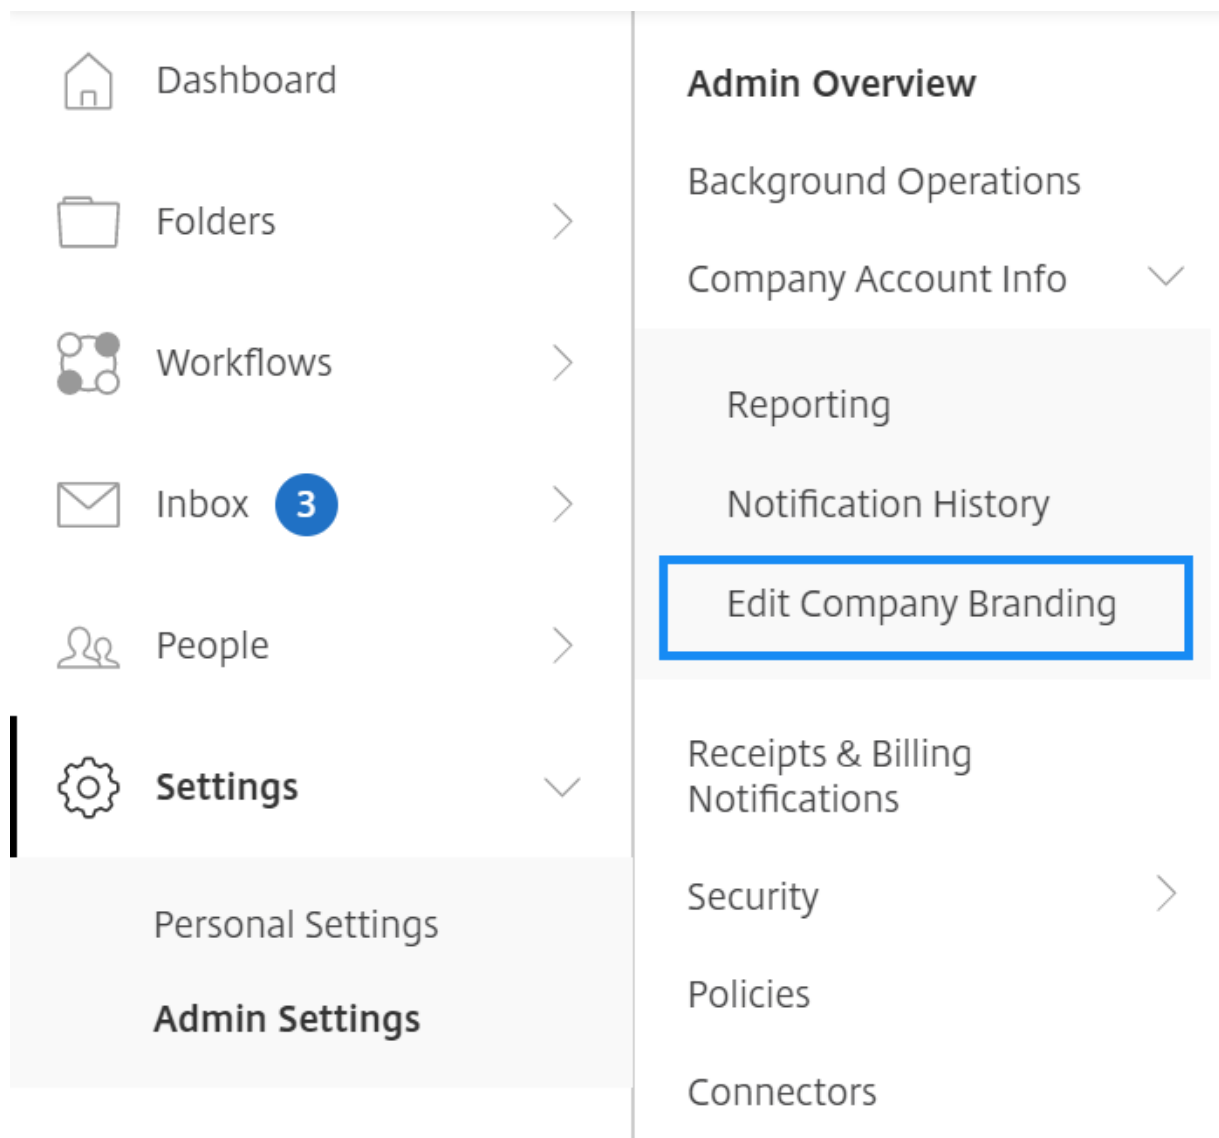 Dashboard
Folders
Workflows
Inbox 3
People
Settings
Personal Settings
Admin Settings
Admin Overview
Background Operations
Company Account Info
Reporting
Notification History
Edit Company Branding
Receipts & Billing
Notifications
Security
Policies
Connectors